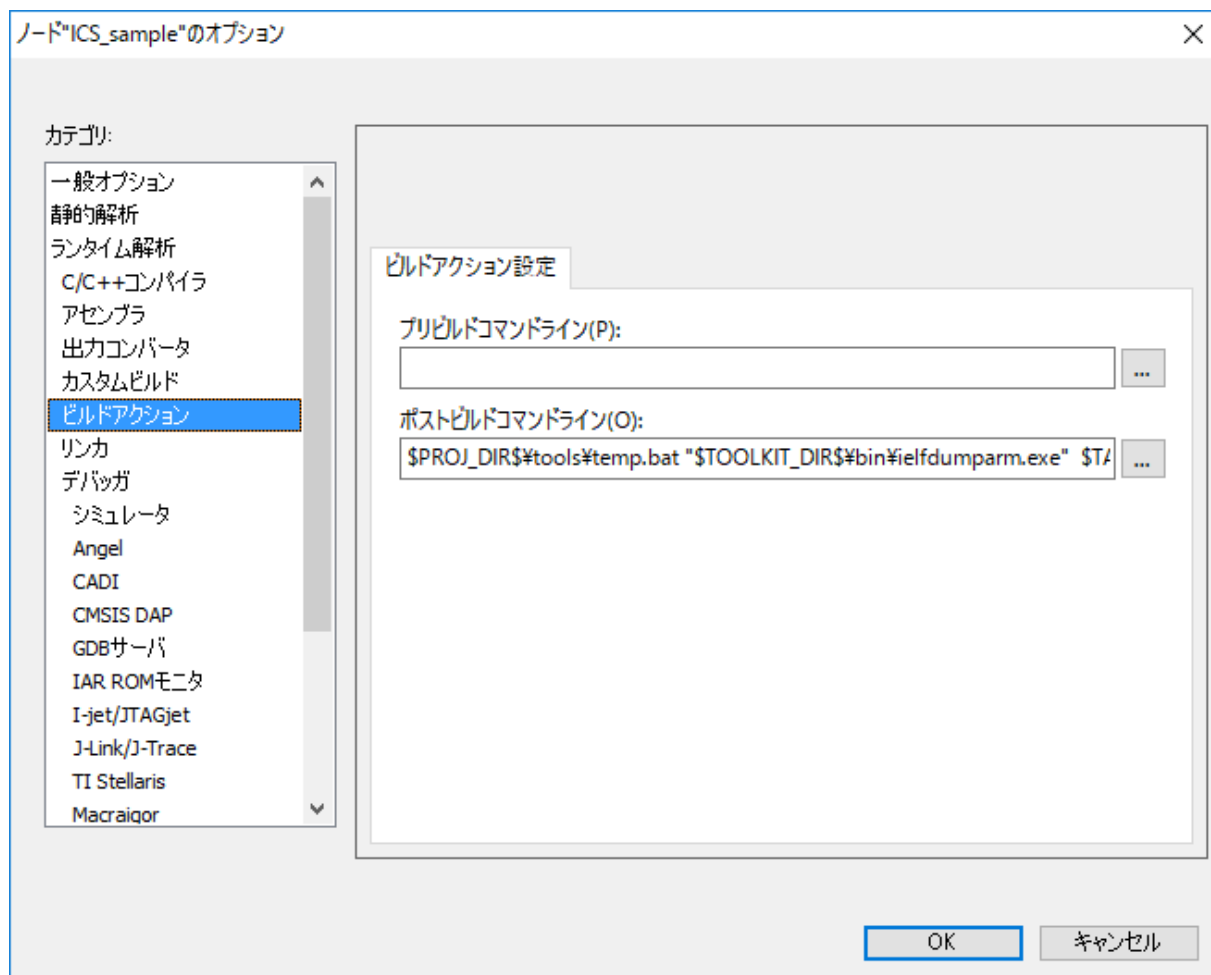 ノード"ICS_sample"のオプション
カテゴリ:
一般オプション
静的解析
ランタイム解析
C/C++コンパイラ
アセンブラ
出力コンバータ
カスタムビルド
ビルドアクション
リンカ
デバッガ
シミュレータ
Angel
CADI
CMSIS DAP
GDBサーバ
IAR ROMモニタ
I-jet/JTAGjet
J-Link/J-Trace
TI Stellaris
Macraigor
ビルドアクション設定
プリビルドコマンドライン(P):
...
ポストビルドコマンドライン(O):
$PROJ_DIR$¥tools¥temp.bat "$TOOLKIT_DIR$¥bin¥ielfdumparm.exe" $TA
...
OK
キャンセル